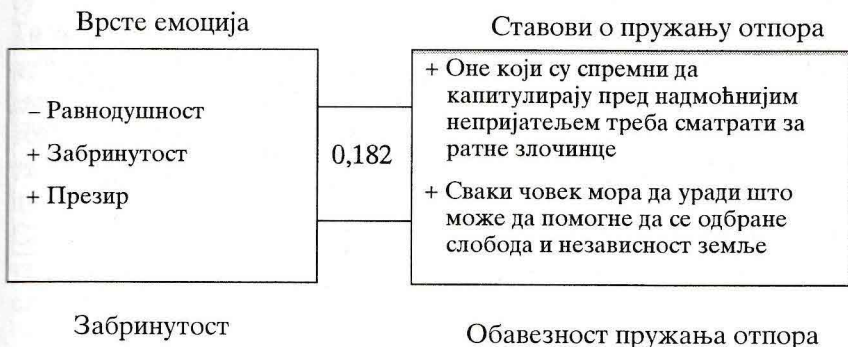 Врсте емоција
Ставови о пружању отпора
– Равнодушност
+ Забринутост
+ Презир
0,182
+ Оне који су спремни да
капитулирају пред надмоћнијим
непријатељем треба сматрати за
ратне злочинце
+ Сваки човек мора да уради што
може да помогне да се одбране
слобода и независност земље
Забринутост
Обавезност пружања отпора